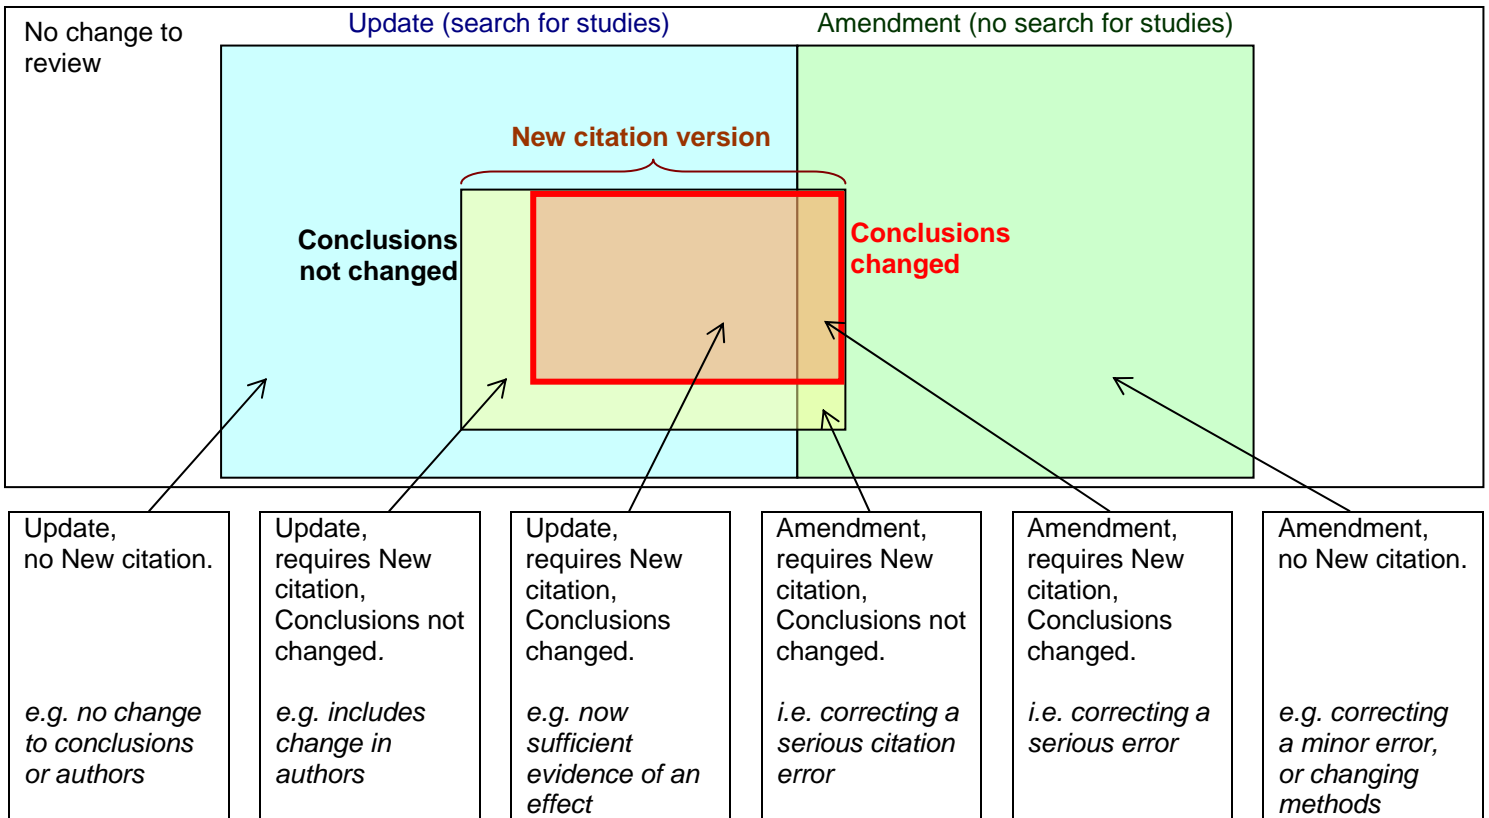 No change to
review
Update (search for studies)
Amendment (no search for studies)
New citation version
Conclusions
not changed
Conclusions
changed
Update,
no New citation.
e.g. no change
to conclusions
or authors
Update,
requires New
citation,
Conclusions not
changed.
e.g. includes
change in
authors
Update,
requires New
citation,
Conclusions
changed.
e.g. now
sufficient
evidence of an
effect
Amendment,
requires New
citation,
Conclusions not
changed.
i.e. correcting a
serious citation
error
Amendment,
requires New
citation,
Conclusions
changed.
i.e. correcting a
serious error
Amendment,
no New citation.
e.g. correcting
a minor error,
or changing
methods